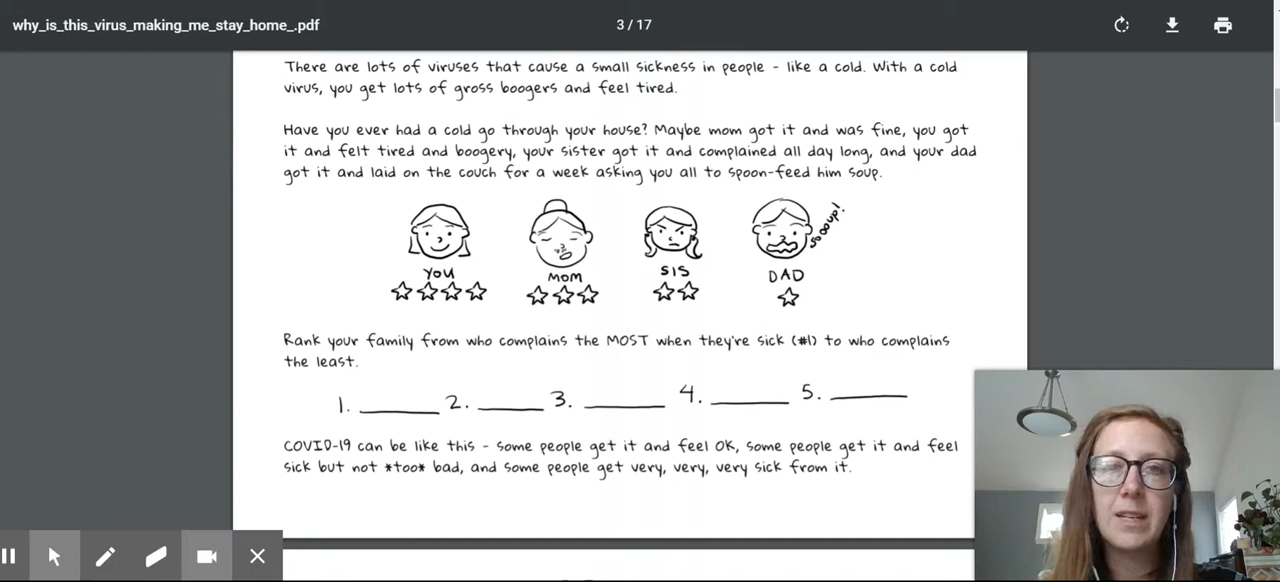 why_is_this_virus_making_me_stay_home_.pdf
3 / 17
There are lots of viruses that cause a small sickness in people - like a cold. With a cold
virus, you get lots of gross boogers and feel tired.
Have you ever had a cold go through your house? Maybe mom got it and was fine, you got
it and felt tired and boogery, your sister got it and complained all day long, and your dad
got it and laid on the couch for a week asking you all to spoon-feed him soup.
soooup!
YOU
MOM
SIS
DAD
Rank your family from who complains the MOST when they're sick (#1) to who complains
the least.
1. ______ 2. _____ 3. ______ 4. ______ 5. ______
COVID-19 can be like this - some people get it and feel OK, some people get it and feel
sick but not *too* bad, and some people get very, very, very sick from it.